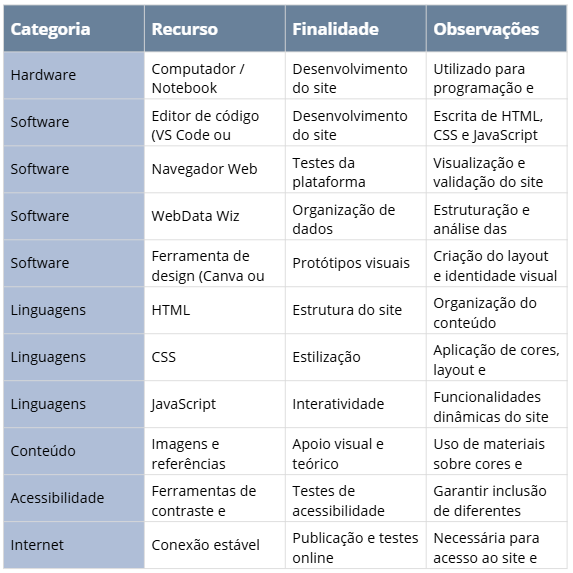 Categoria Recurso Finalidade Observações
Hardware Computador / Notebook Desenvolvimento do site Utilizado para programação e
Software Editor de código (VS Code ou Desenvolvimento do site Escrita de HTML, CSS e JavaScript
Software Navegador Web Testes da plataforma Visualização e validação do site
Software WebData Wiz Organização de dados Estruturação e análise das
Software Ferramenta de design (Canva ou Protótipos visuais Criação do layout e identidade visual
Linguagens HTML Estrutura do site Organização do conteúdo
Linguagens CSS Estilização Aplicação de cores, layout e
Linguagens JavaScript Interatividade Funcionalidades dinâmicas do site
Conteúdo Imagens e referências Apoio visual e teórico Uso de materiais sobre cores e
Acessibilidade Ferramentas de contraste e Testes de acessibilidade Garantir inclusão de diferentes
Internet Conexão estável Publicação e testes online Necessária para acesso ao site e